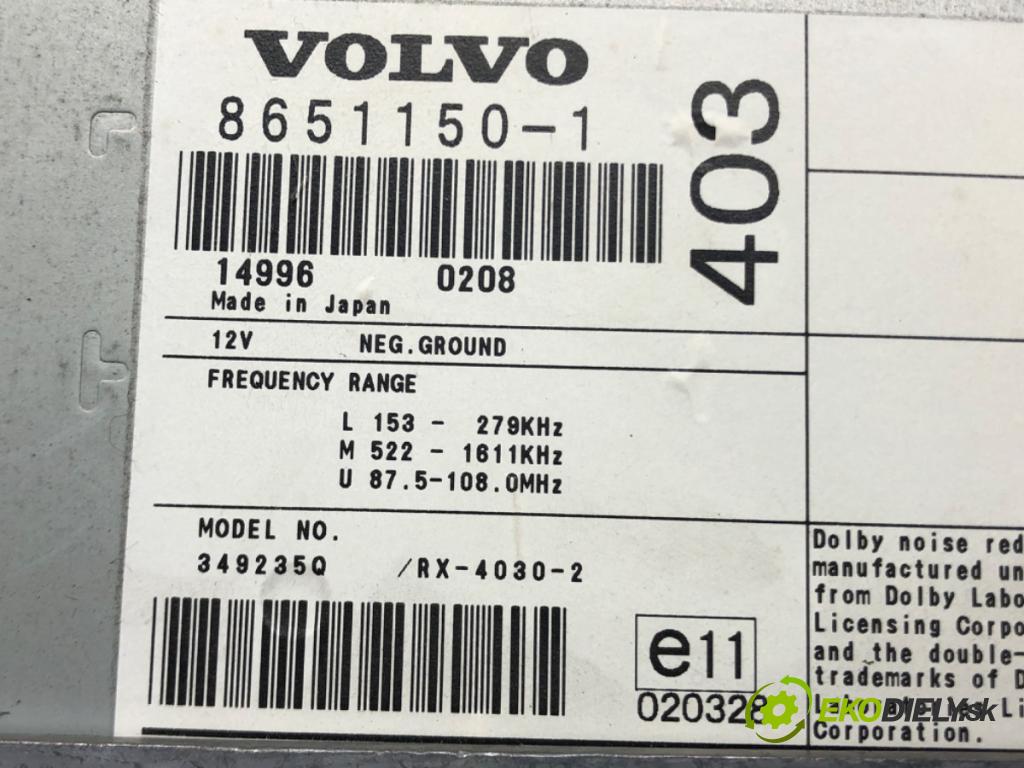 VOLVO
8651150-1
403
14996 0208
Made in Japan
12V NEG.GROUND
FREQUENCY RANGE
L 153 - 279KHz
M 522 - 1611KHz
U 87.5-108.0MHz
MODEL NO.
349235Q /RX-4030-2
e11
020328
Dolby noise red
manufactured un
from Dolby Labo
Licensing Corpo
and the double-
trademarks of D
Li
Corporation.
EKODIELY.sk